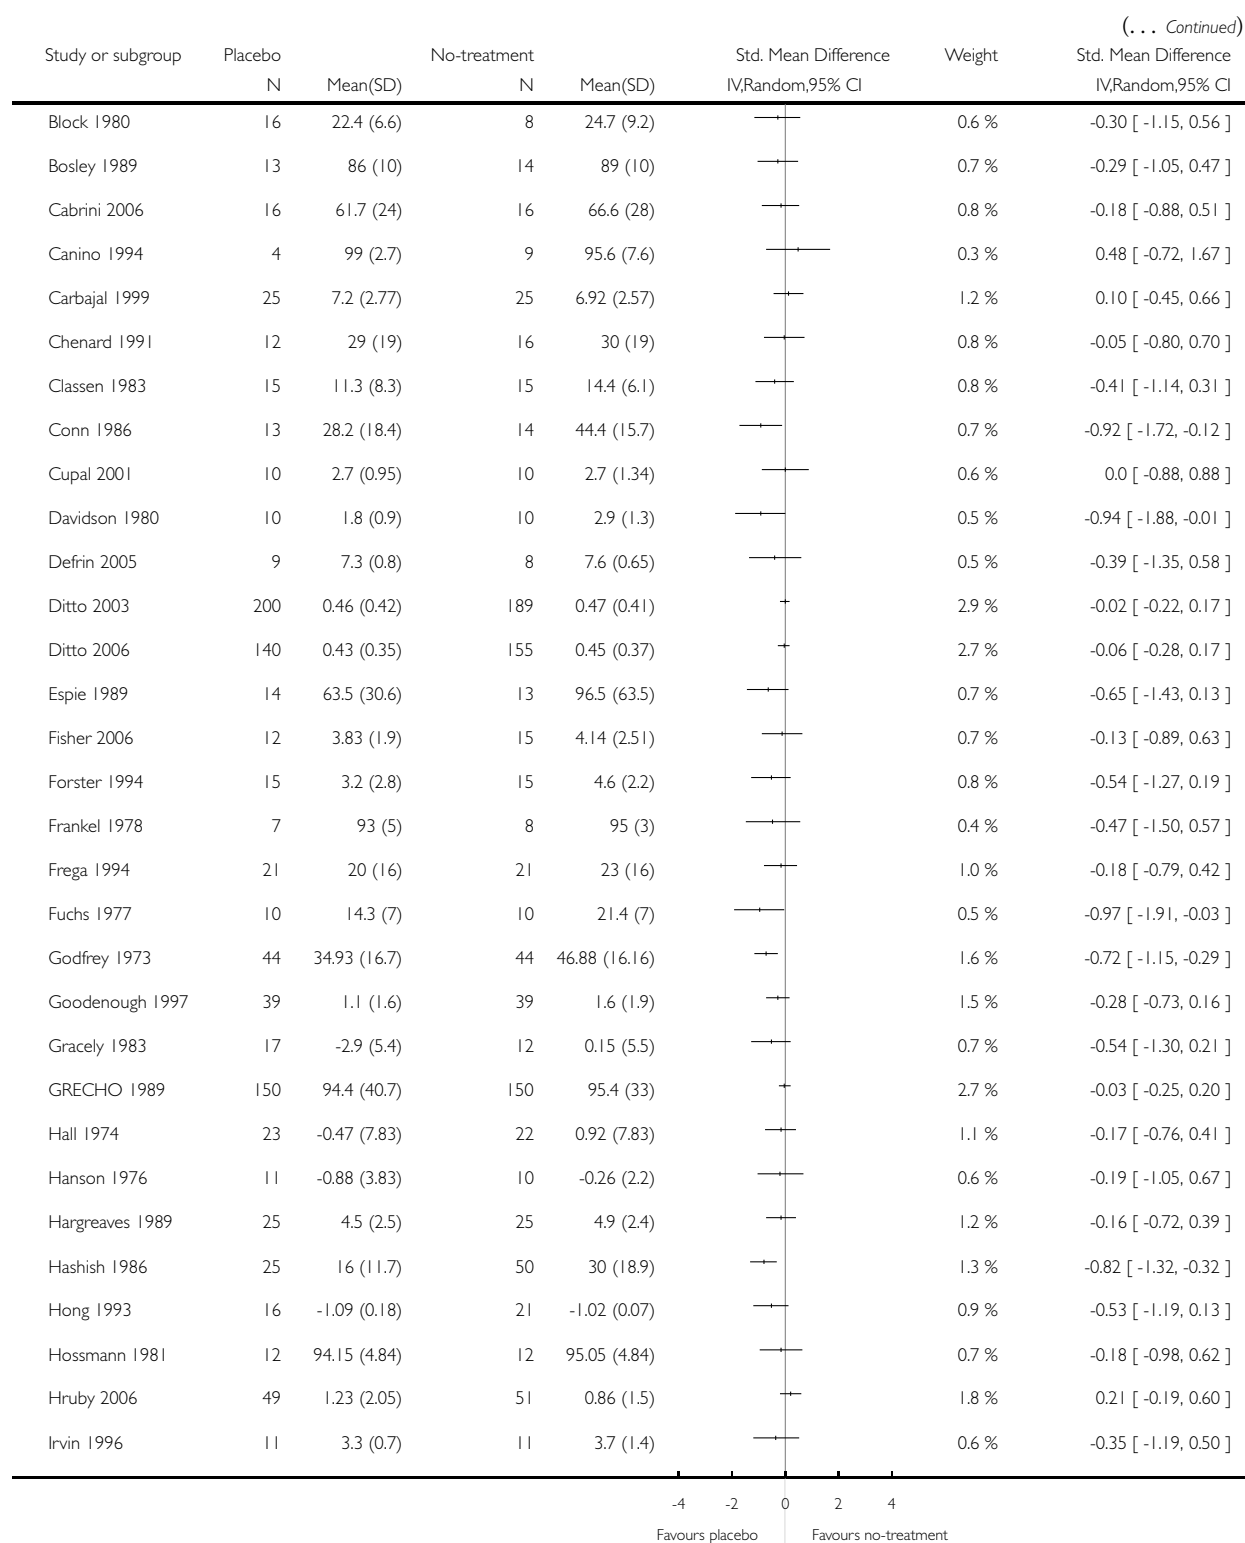 (... Continued)
Study or subgroup Placebo No-treatment Std. Mean Difference Weight Std. Mean Difference
N Mean(SD) N Mean(SD) IV,Random,95% CI IV,Random,95% CI
Block 1980 16 22.4 (6.6) 8 24.7 (9.2) 0.6 % -0.30 [ -1.15, 0.56 ]
Bosley 1989 13 86 (10) 14 89 (10) 0.7 % -0.29 [ -1.05, 0.47 ]
Cabrini 2006 16 61.7 (24) 16 66.6 (28) 0.8 % -0.18 [ -0.88, 0.51 ]
Canino 1994 4 99 (2.7) 9 95.6 (7.6) 0.3 % 0.48 [ -0.72, 1.67 ]
Carbajal 1999 25 7.2 (2.77) 25 6.92 (2.57) 1.2 % 0.10 [ -0.45, 0.66 ]
Chenard 1991 12 29 (19) 16 30 (19) 0.8 % -0.05 [ -0.80, 0.70 ]
Classen 1983 15 11.3 (8.3) 15 14.4 (6.1) 0.8 % -0.41 [ -1.14, 0.31 ]
Conn 1986 13 28.2 (18.4) 14 44.4 (15.7) 0.7 % -0.92 [ -1.72, -0.12 ]
Cupal 2001 10 2.7 (0.95) 10 2.7 (1.34) 0.6 % 0.0 [ -0.88, 0.88 ]
Davidson 1980 10 1.8 (0.9) 10 2.9 (1.3) 0.5 % -0.94 [ -1.88, -0.01 ]
Defrin 2005 9 7.3 (0.8) 8 7.6 (0.65) 0.5 % -0.39 [ -1.35, 0.58 ]
Ditto 2003 200 0.46 (0.42) 189 0.47 (0.41) 2.9 % -0.02 [ -0.22, 0.17 ]
Ditto 2006 140 0.43 (0.35) 155 0.45 (0.37) 2.7 % -0.06 [ -0.28, 0.17 ]
Espie 1989 14 63.5 (30.6) 13 96.5 (63.5) 0.7 % -0.65 [ -1.43, 0.13 ]
Fisher 2006 12 3.83 (1.9) 15 4.14 (2.51) 0.7 % -0.13 [ -0.89, 0.63 ]
Forster 1994 15 3.2 (2.8) 15 4.6 (2.2) 0.8 % -0.54 [ -1.27, 0.19 ]
Frankel 1978 7 93 (5) 8 95 (3) 0.4 % -0.47 [ -1.50, 0.57 ]
Frega 1994 21 20 (16) 21 23 (16) 1.0 % -0.18 [ -0.79, 0.42 ]
Fuchs 1977 10 14.3 (7) 10 21.4 (7) 0.5 % -0.97 [ -1.91, -0.03 ]
Godfrey 1973 44 34.93 (16.7) 44 46.88 (16.16) 1.6 % -0.72 [ -1.15, -0.29 ]
Goodenough 1997 39 1.1 (1.6) 39 1.6 (1.9) 1.5 % -0.28 [ -0.73, 0.16 ]
Gracely 1983 17 -2.9 (5.4) 12 0.15 (5.5) 0.7 % -0.54 [ -1.30, 0.21 ]
GRECHO 1989 150 94.4 (40.7) 150 95.4 (33) 2.7 % -0.03 [ -0.25, 0.20 ]
Hall 1974 23 -0.47 (7.83) 22 0.92 (7.83) 1.1 % -0.17 [ -0.76, 0.41 ]
Hanson 1976 11 -0.88 (3.83) 10 -0.26 (2.2) 0.6 % -0.19 [ -1.05, 0.67 ]
Hargreaves 1989 25 4.5 (2.5) 25 4.9 (2.4) 1.2 % -0.16 [ -0.72, 0.39 ]
Hashish 1986 25 16 (11.7) 50 30 (18.9) 1.3 % -0.82 [ -1.32, -0.32 ]
Hong 1993 16 -1.09 (0.18) 21 -1.02 (0.07) 0.9 % -0.53 [ -1.19, 0.13 ]
Hossmann 1981 12 94.15 (4.84) 12 95.05 (4.84) 0.7 % -0.18 [ -0.98, 0.62 ]
Hruby 2006 49 1.23 (2.05) 51 0.86 (1.5) 1.8 % 0.21 [ -0.19, 0.60 ]
Irvin 1996 11 3.3 (0.7) 11 3.7 (1.4) 0.6 % -0.35 [ -1.19, 0.50 ]
-4 -2 0 2 4
Favours placebo Favours no-treatment